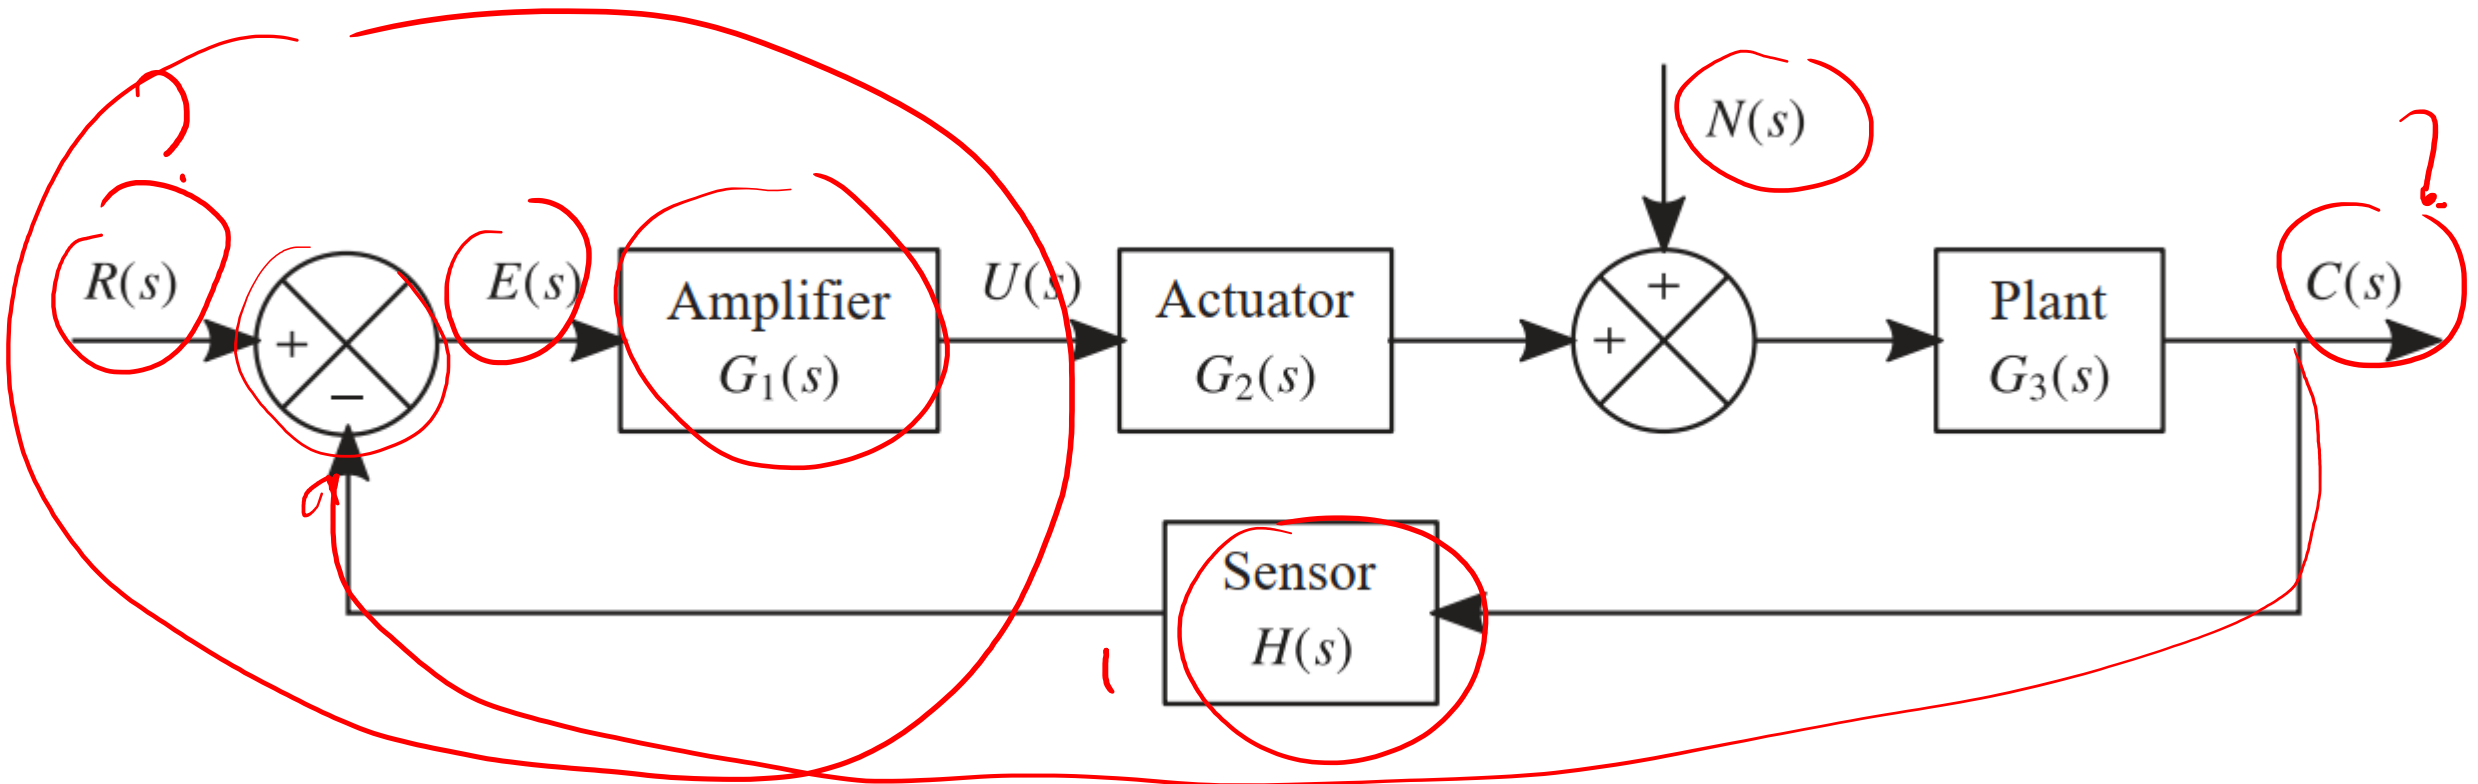 N(s)
R(s)
E(s)
U(s)
C(s)
Amplifier
G₁(s)
Actuator
G₂(s)
Plant
G₃(s)
+
+
+
−
?
?
Sensor
H(s)